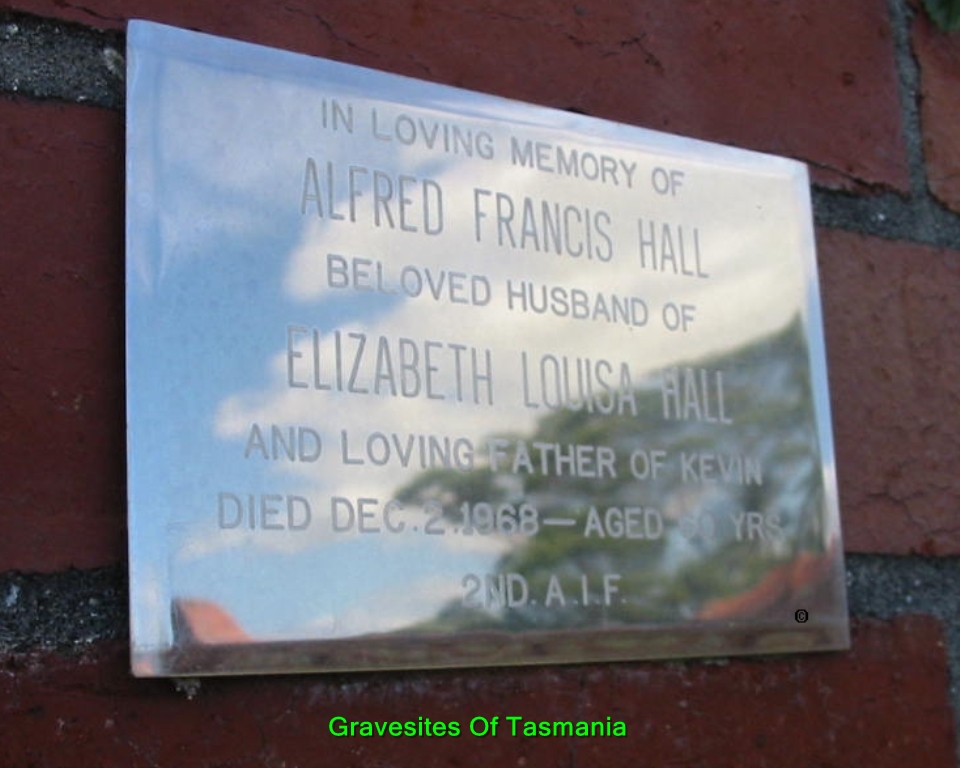 IN LOVING MEMORY OF
ALFRED FRANCIS HALL
BELOVED HUSBAND OF
ELIZABETH LOUISA HALL
AND LOVING FATHER OF KEVIN
DIED DEC. 2. 1968 — AGED YRS.
2ND. A.I.F.
©
Gravesites Of Tasmania